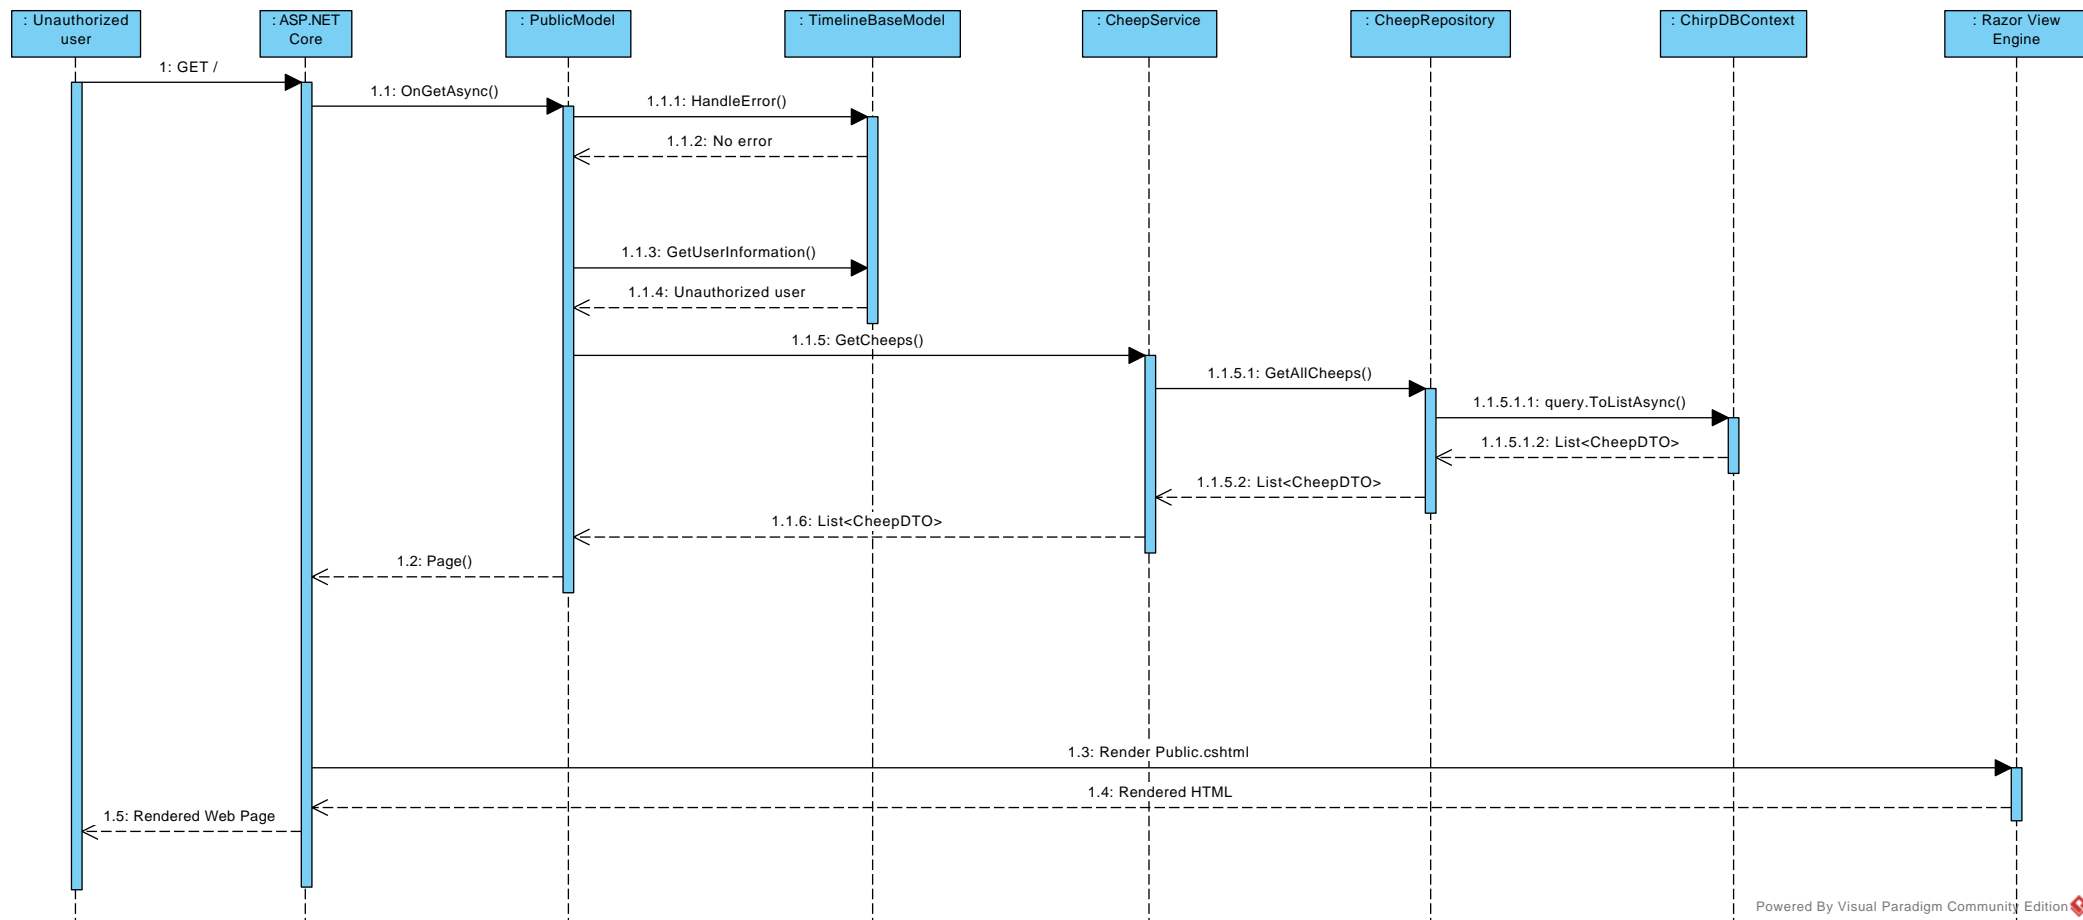 : Unauthorized
user
: ASP.NET
Core
: PublicModel
: TimelineBaseModel
: CheepService
: CheepRepository
: ChirpDBContext
: Razor View
Engine
1: GET /
1.1: OnGetAsync()
1.1.1: HandleError()
1.1.2: No error
1.1.3: GetUserInformation()
1.1.4: Unauthorized user
1.1.5: GetCheeps()
1.1.5.1: GetAllCheeps()
1.1.5.1.1: query.ToListAsync()
1.1.5.1.2: List<CheepDTO>
1.1.5.2: List<CheepDTO>
1.1.6: List<CheepDTO>
1.2: Page()
1.3: Render Public.cshtml
1.4: Rendered HTML
1.5: Rendered Web Page
Powered By Visual Paradigm Community Edition